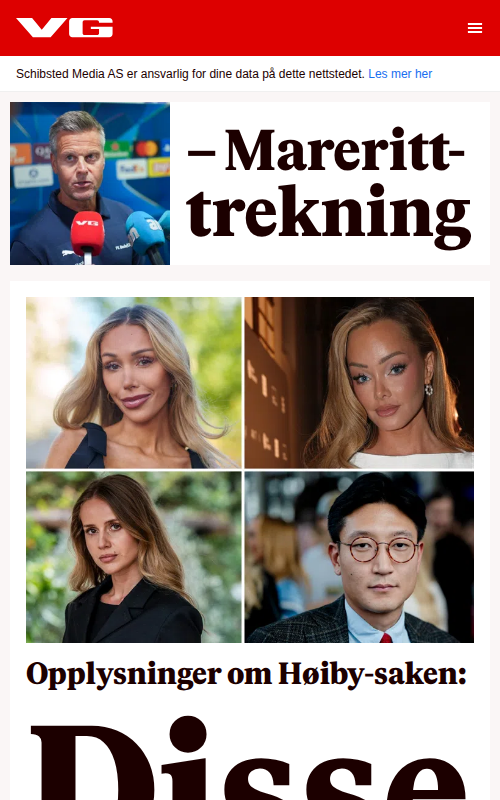 VG
Schibsted Media AS er ansvarlig for dine data på dette nettstedet. Les mer her
– Mareritt-
trekning
VG
Opplysninger om Høiby-saken:
Disse